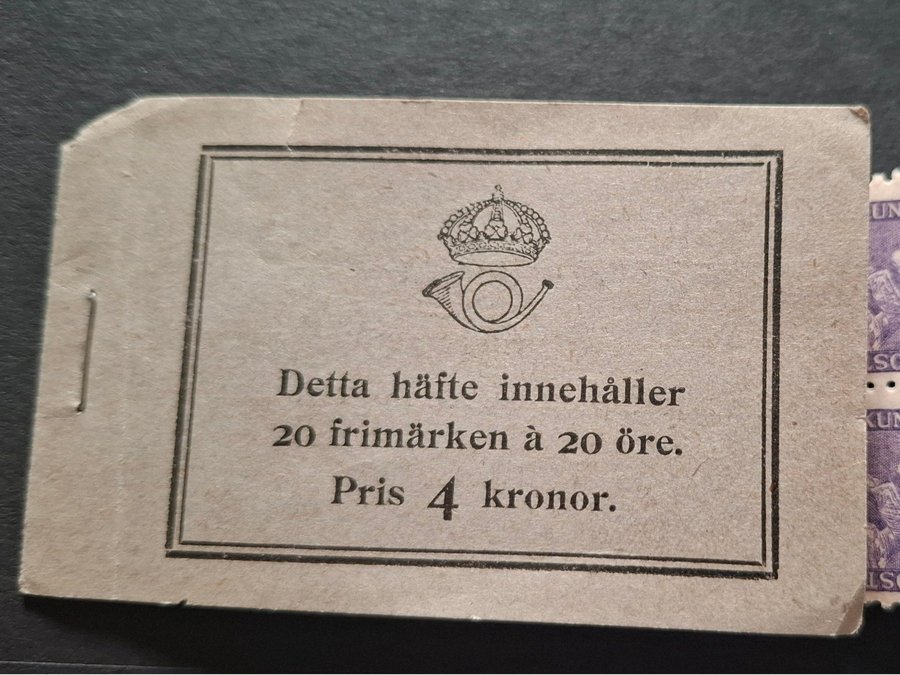 Detta häfte innehåller
20 frimärken à 20 öre.
Pris 4 kronor.